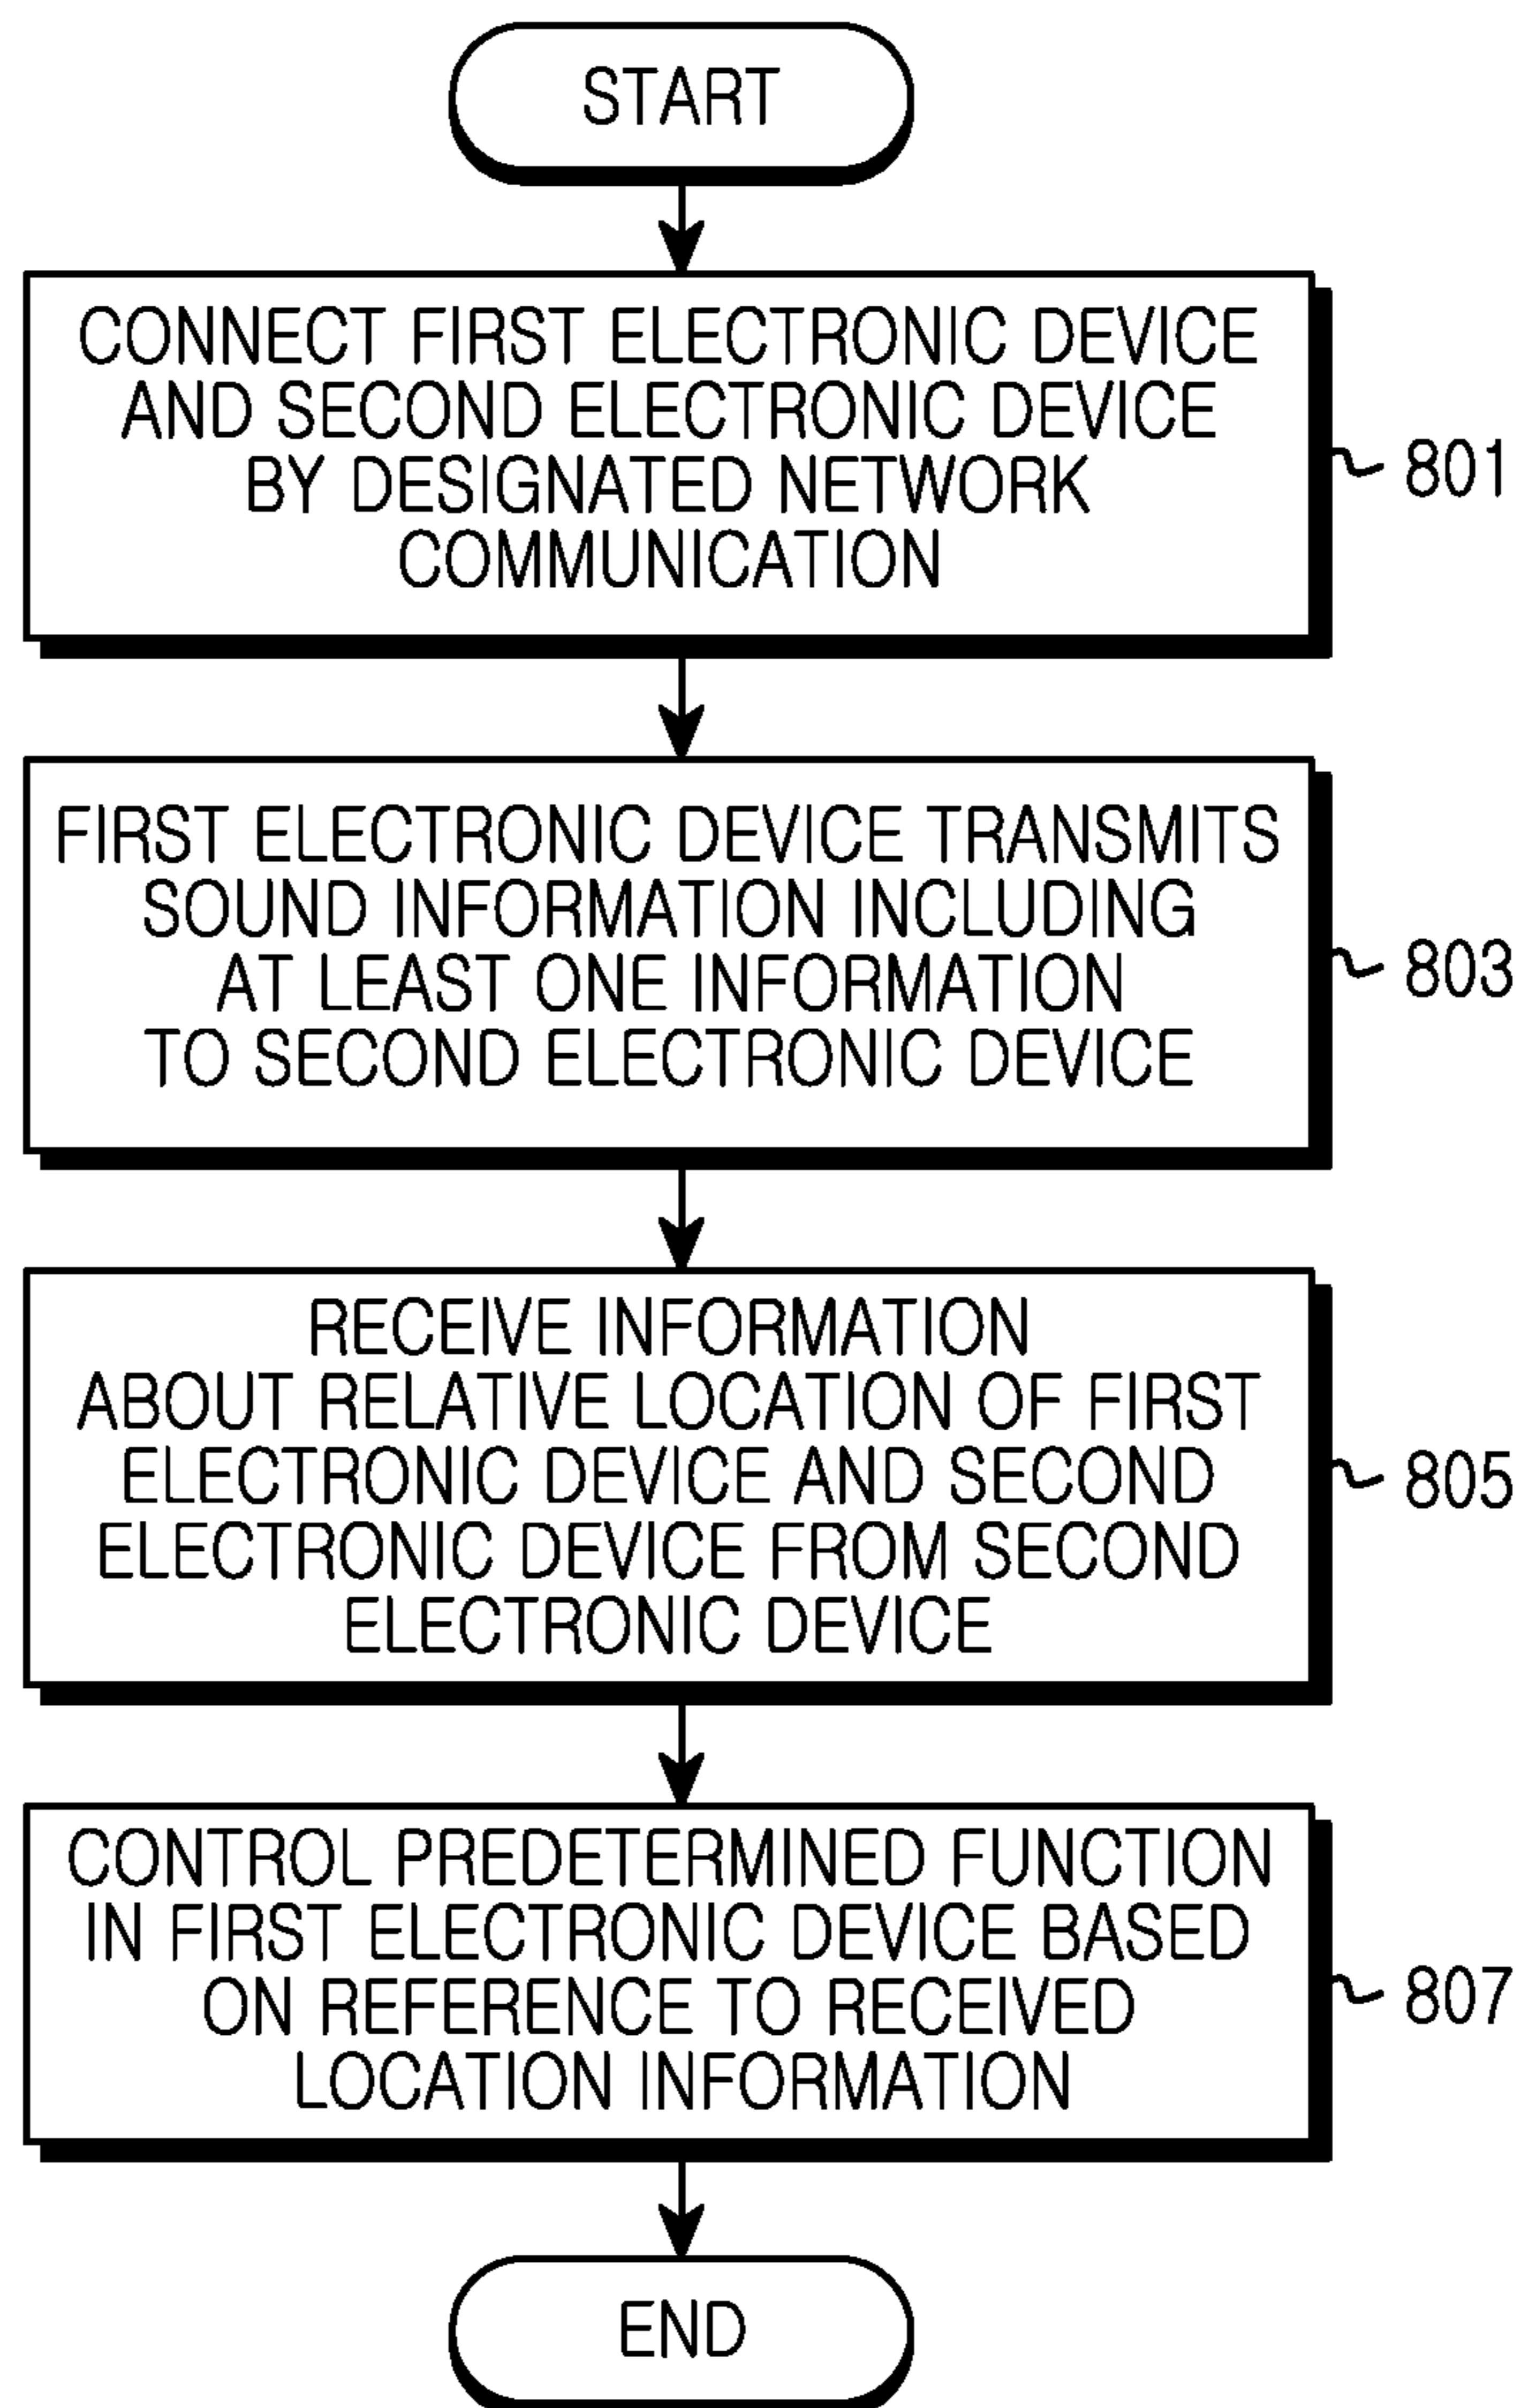 START
CONNECT FIRST ELECTRONIC DEVICE
AND SECOND ELECTRONIC DEVICE
BY DESIGNATED NETWORK
COMMUNICATION
801
FIRST ELECTRONIC DEVICE TRANSMITS
SOUND INFORMATION INCLUDING
AT LEAST ONE INFORMATION
TO SECOND ELECTRONIC DEVICE
803
RECEIVE INFORMATION
ABOUT RELATIVE LOCATION OF FIRST
ELECTRONIC DEVICE AND SECOND
ELECTRONIC DEVICE FROM SECOND
ELECTRONIC DEVICE
805
CONTROL PREDETERMINED FUNCTION
IN FIRST ELECTRONIC DEVICE BASED
ON REFERENCE TO RECEIVED
LOCATION INFORMATION
807
END